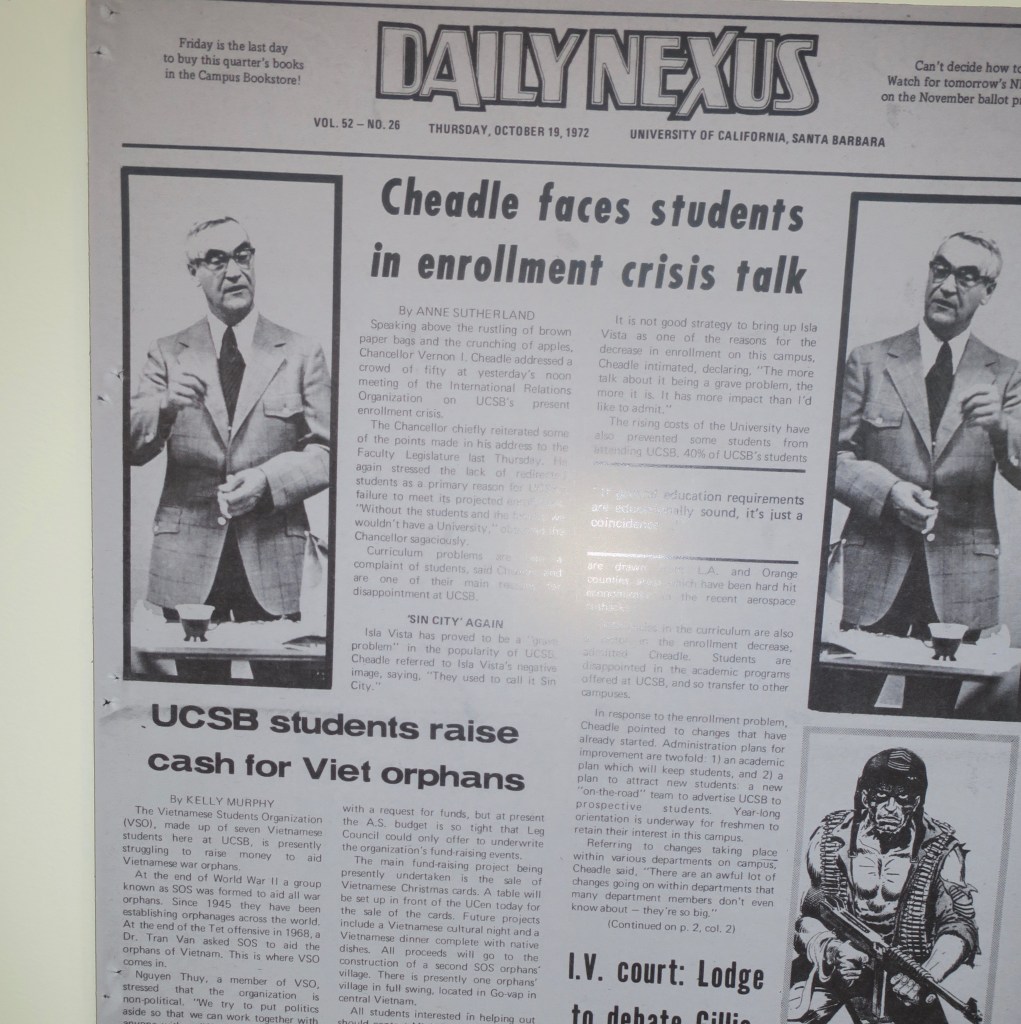 Friday is the last day
to buy this quarter's books
in the Campus Bookstore!
DAILY NEXUS
Can't decide how to
Watch for tomorrow's
on the November ballot
VOL. 52 – NO. 26 THURSDAY, OCTOBER 19, 1972 UNIVERSITY OF CALIFORNIA, SANTA BARBARA
Cheadle faces students
in enrollment crisis talk
By ANNE SUTHERLAND
Speaking above the rustling of brown
paper bags and the crunching of apples,
Chancellor Vernon I. Cheadle addressed a
crowd of fifty at yesterday's noon
meeting of the International Relations
Organization on UCSB's present
enrollment crisis.
The Chancellor chiefly reiterated some
of the points made in his address to the
Faculty Legislature last Thursday. He
again stressed the lack of redirected
students as a primary reason for
failure to meet its projected
"Without the students and the
wouldn't have a University,"
Chancellor sagaciously.
Curriculum problems are
complaint of students, said
are one of their main
disappointment at UCSB.
'SIN CITY' AGAIN
Isla Vista has proved to be a "grave
problem" in the popularity of UCSB.
Cheadle referred to Isla Vista's negative
image, saying, "They used to call it Sin
City."
It is not good strategy to bring up Isla
Vista as one of the reasons for the
decrease in enrollment on this campus,
Cheadle intimated, declaring, "The more
talk about it being a grave problem, the
more it is. It has more impact than I'd
like to admit."
The rising costs of the University have
also prevented some students from
attending UCSB. 40% of UCSB's students
education requirements
are educationally sound, it's just a
coincidence
are drawn L.A. and Orange
counties which have been hard hit
economically the recent aerospace
in the curriculum are also
in the enrollment decrease,
admitted Cheadle. Students are
disappointed in the academic programs
offered at UCSB, and so transfer to other
campuses.
In response to the enrollment problem,
Cheadle pointed to changes that have
already started. Administration plans for
improvement are twofold: 1) an academic
plan which will keep students, and 2) a
plan to attract new students: a new
"on-the-road" team to advertise UCSB to
prospective students. Year-long
orientation is underway for freshmen to
retain their interest in this campus.
Referring to changes taking place
within various departments on campus,
Cheadle said, "There are an awful lot of
changes going on within departments that
many department members don't even
know about – they're so big."
(Continued on p. 2, col. 2)
UCSB students raise
cash for Viet orphans
By KELLY MURPHY
The Vietnamese Students Organization
(VSO), made up of seven Vietnamese
students here at UCSB, is presently
struggling to raise money to aid
Vietnamese war orphans.
At the end of World War II a group
known as SOS was formed to aid all war
orphans. Since 1945 they have been
establishing orphanages across the world.
At the end of the Tet offensive in 1968, a
Dr. Tran Van asked SOS to aid the
orphans of Vietnam. This is where VSO
comes in.
Nguyen Thuy, a member of VSO,
stressed that the organization is
non-political. "We try to put politics
aside so that we can work together with
with a request for funds, but at present
the A.S. budget is so tight that Leg
Council could only offer to underwrite
the organization's fund-raising events.
The main fund-raising project being
presently undertaken is the sale of
Vietnamese Christmas cards. A table will
be set up in front of the UCen today for
the sale of the cards. Future projects
include a Vietnamese cultural night and a
Vietnamese dinner complete with native
dishes. All proceeds will go to the
construction of a second SOS orphans'
village. There is presently one orphans'
village in full swing, located in Go-vap in
central Vietnam.
All students interested in helping out
I.V. court: Lodge
to debate